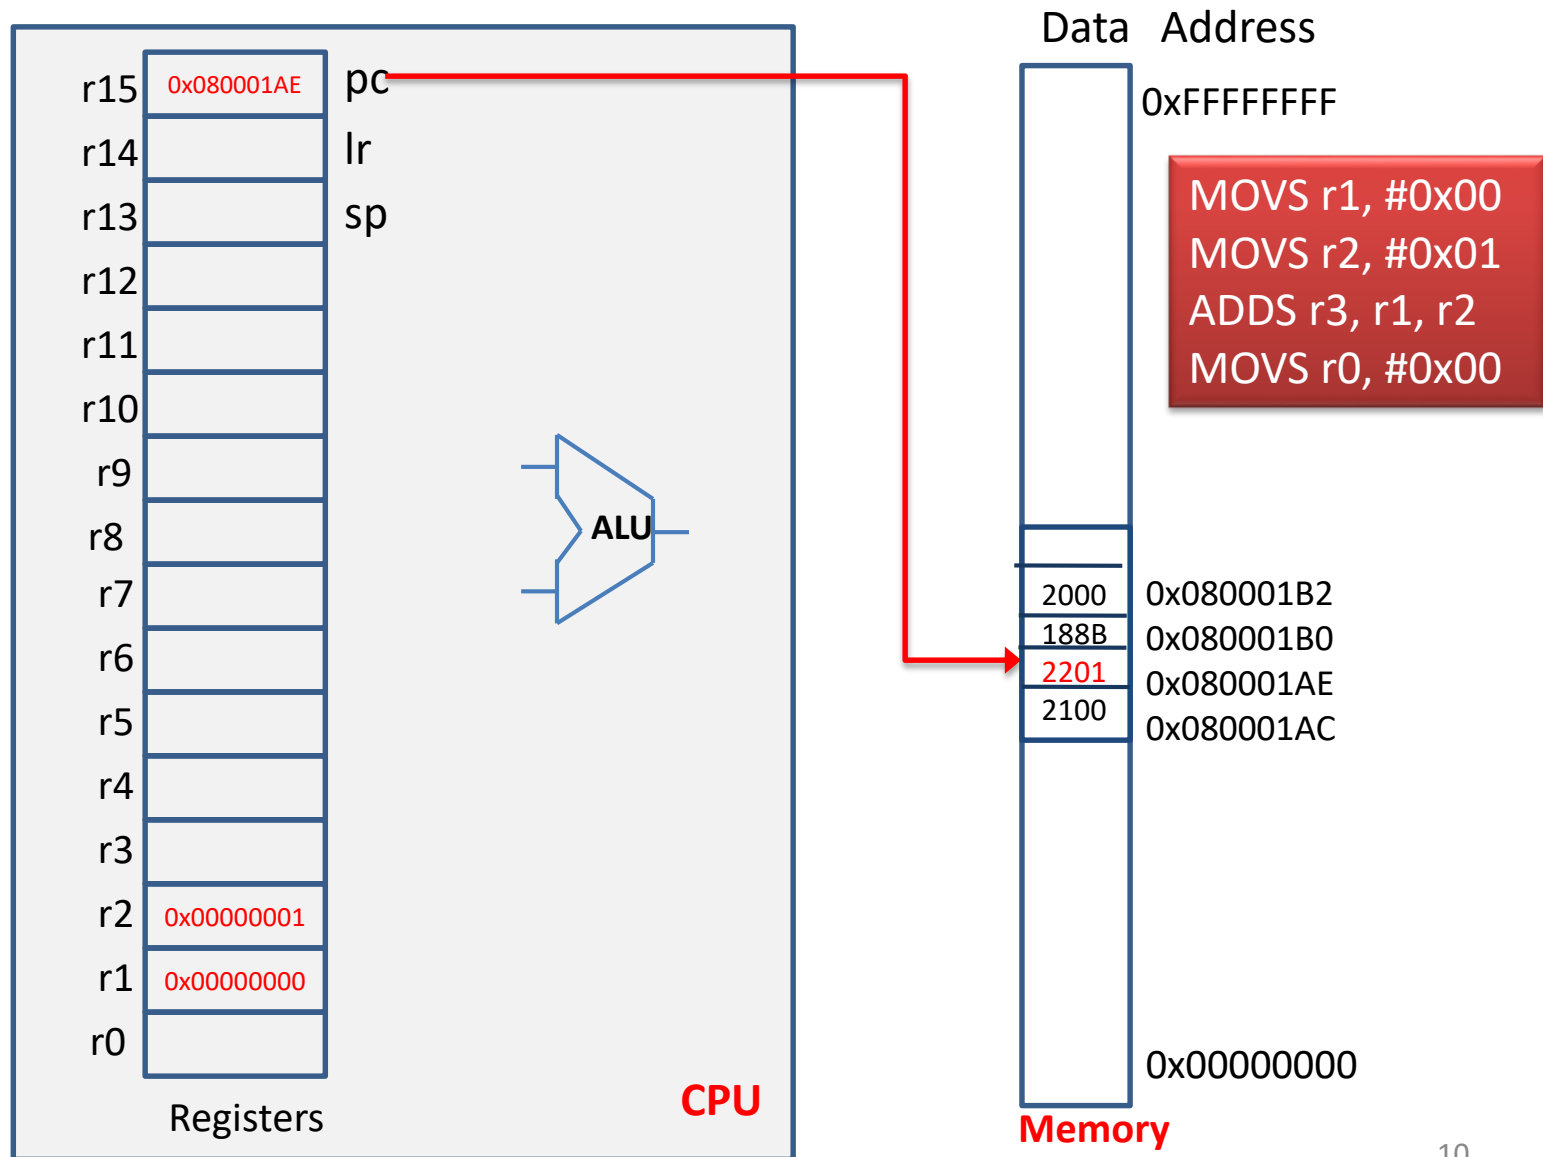 Data Address
r15 0x080001AE pc
0xFFFFFFFF
r14 lr
r13 sp
MOVS r1, #0x00
MOVS r2, #0x01
ADDS r3, r1, r2
MOVS r0, #0x00
r12
r11
r10
r9
r8
ALU
r7
r6
r5
r4
r3
r2 0x00000001
r1 0x00000000
r0
Registers
CPU
2000 0x080001B2
188B 0x080001B0
2201 0x080001AE
2100 0x080001AC
0x00000000
Memory
10